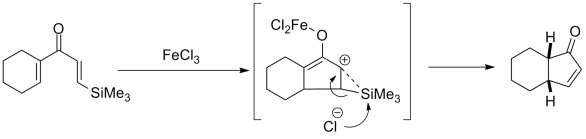 O
SiMe3
FeCl3
Cl2Fe
O
+
SiMe3
Cl −
H
O
H